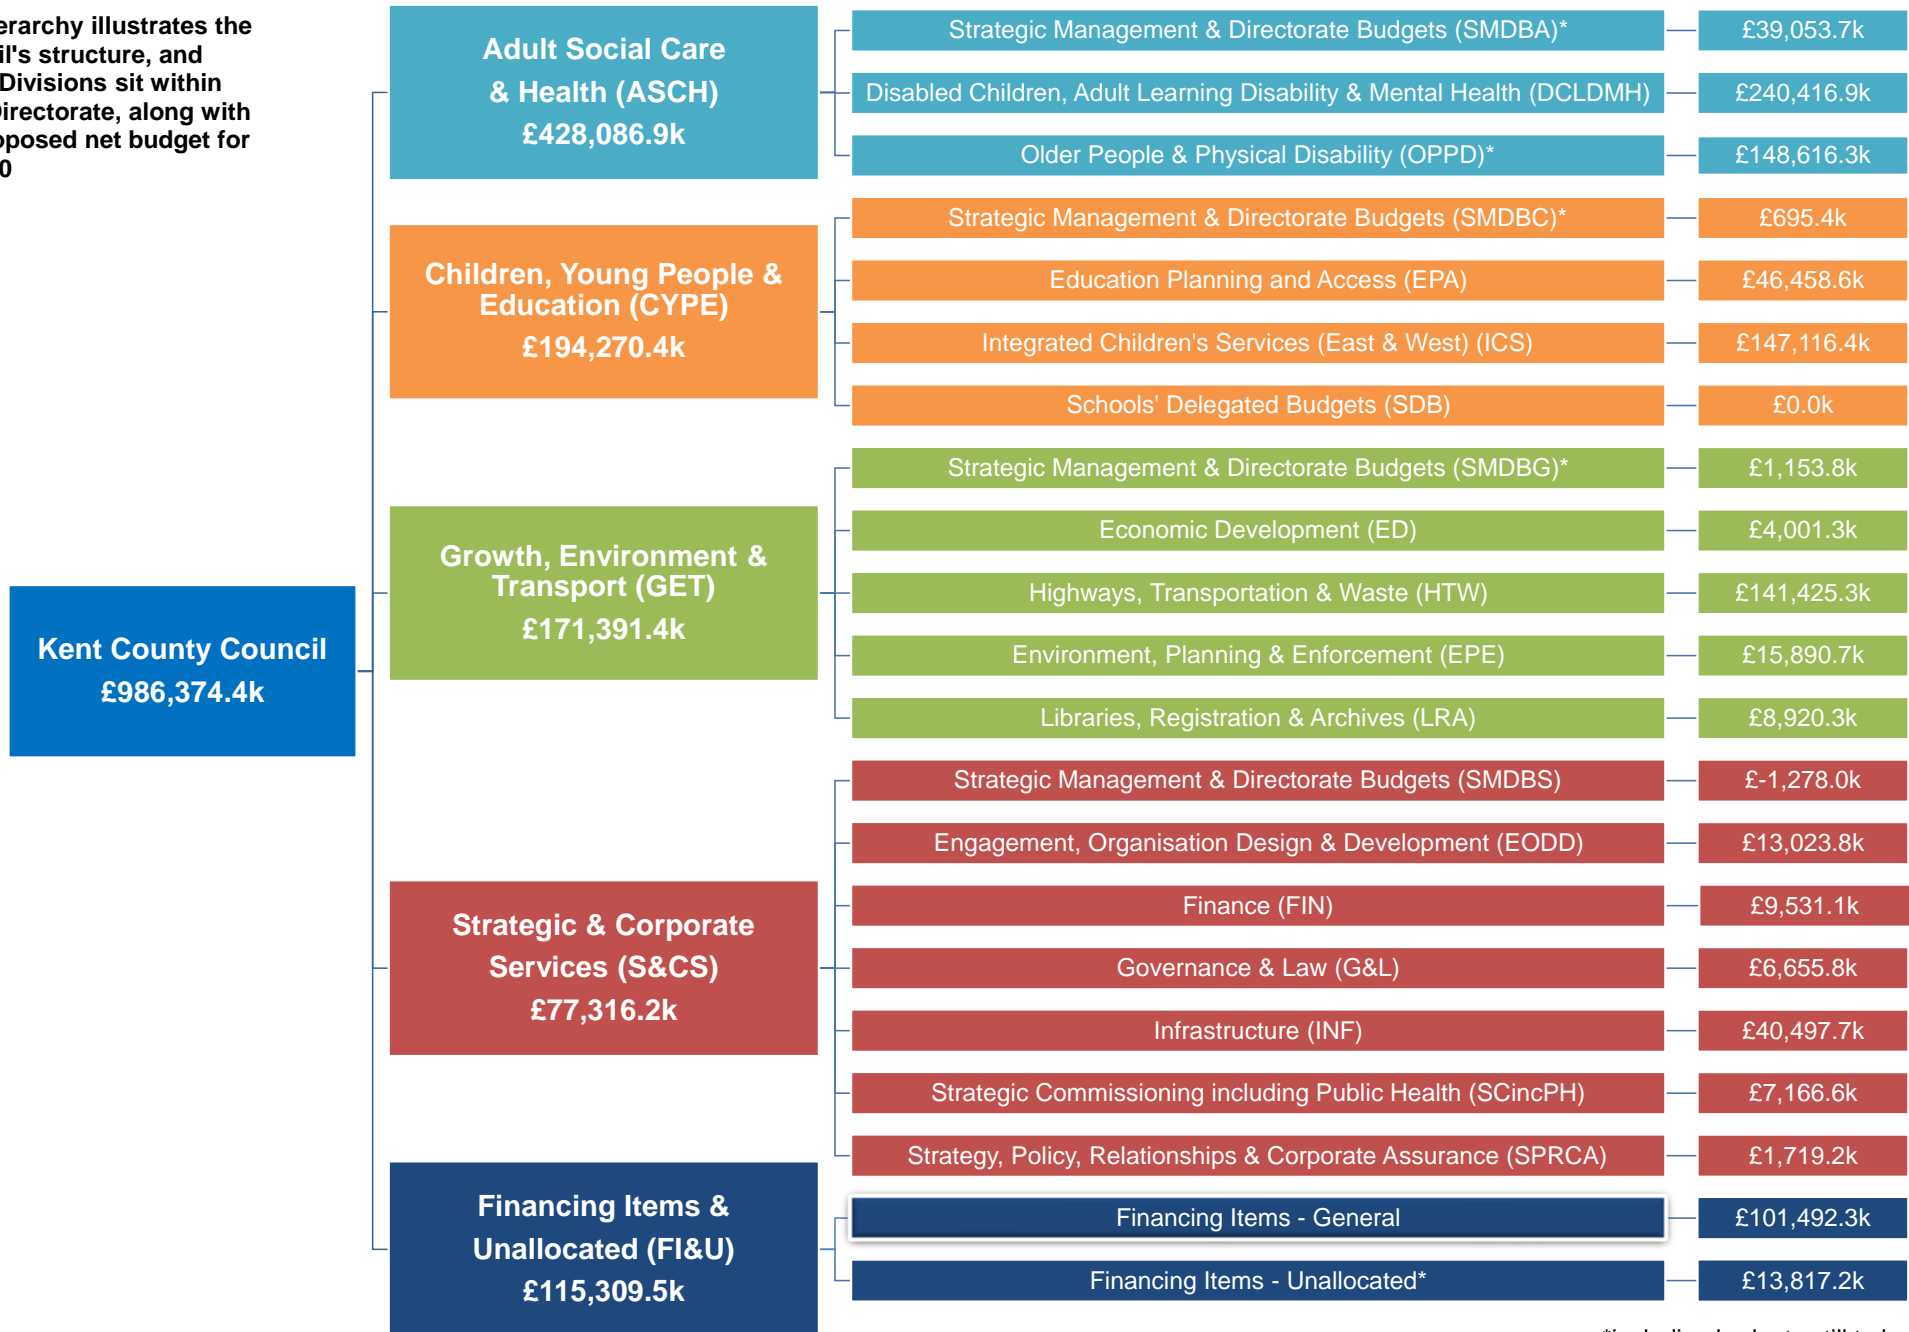 erarchy illustrates the
il's structure, and
Divisions sit within
Directorate, along with
oposed net budget for
0
Kent County Council
£986,374.4k
Adult Social Care
& Health (ASCH)
£428,086.9k
Strategic Management & Directorate Budgets (SMDBA)* £39,053.7k
Disabled Children, Adult Learning Disability & Mental Health (DCLDMH) £240,416.9k
Older People & Physical Disability (OPPD)* £148,616.3k
Children, Young People &
Education (CYPE)
£194,270.4k
Strategic Management & Directorate Budgets (SMDBC)* £695.4k
Education Planning and Access (EPA) £46,458.6k
Integrated Children's Services (East & West) (ICS) £147,116.4k
Schools' Delegated Budgets (SDB) £0.0k
Growth, Environment &
Transport (GET)
£171,391.4k
Strategic Management & Directorate Budgets (SMDBG)* £1,153.8k
Economic Development (ED) £4,001.3k
Highways, Transportation & Waste (HTW) £141,425.3k
Environment, Planning & Enforcement (EPE) £15,890.7k
Libraries, Registration & Archives (LRA) £8,920.3k
Strategic & Corporate
Services (S&CS)
£77,316.2k
Strategic Management & Directorate Budgets (SMDBS) £-1,278.0k
Engagement, Organisation Design & Development (EODD) £13,023.8k
Finance (FIN) £9,531.1k
Governance & Law (G&L) £6,655.8k
Infrastructure (INF) £40,497.7k
Strategic Commissioning including Public Health (SCincPH) £7,166.6k
Strategy, Policy, Relationships & Corporate Assurance (SPRCA) £1,719.2k
Financing Items &
Unallocated (FI&U)
£115,309.5k
Financing Items - General £101,492.3k
Financing Items - Unallocated* £13,817.2k